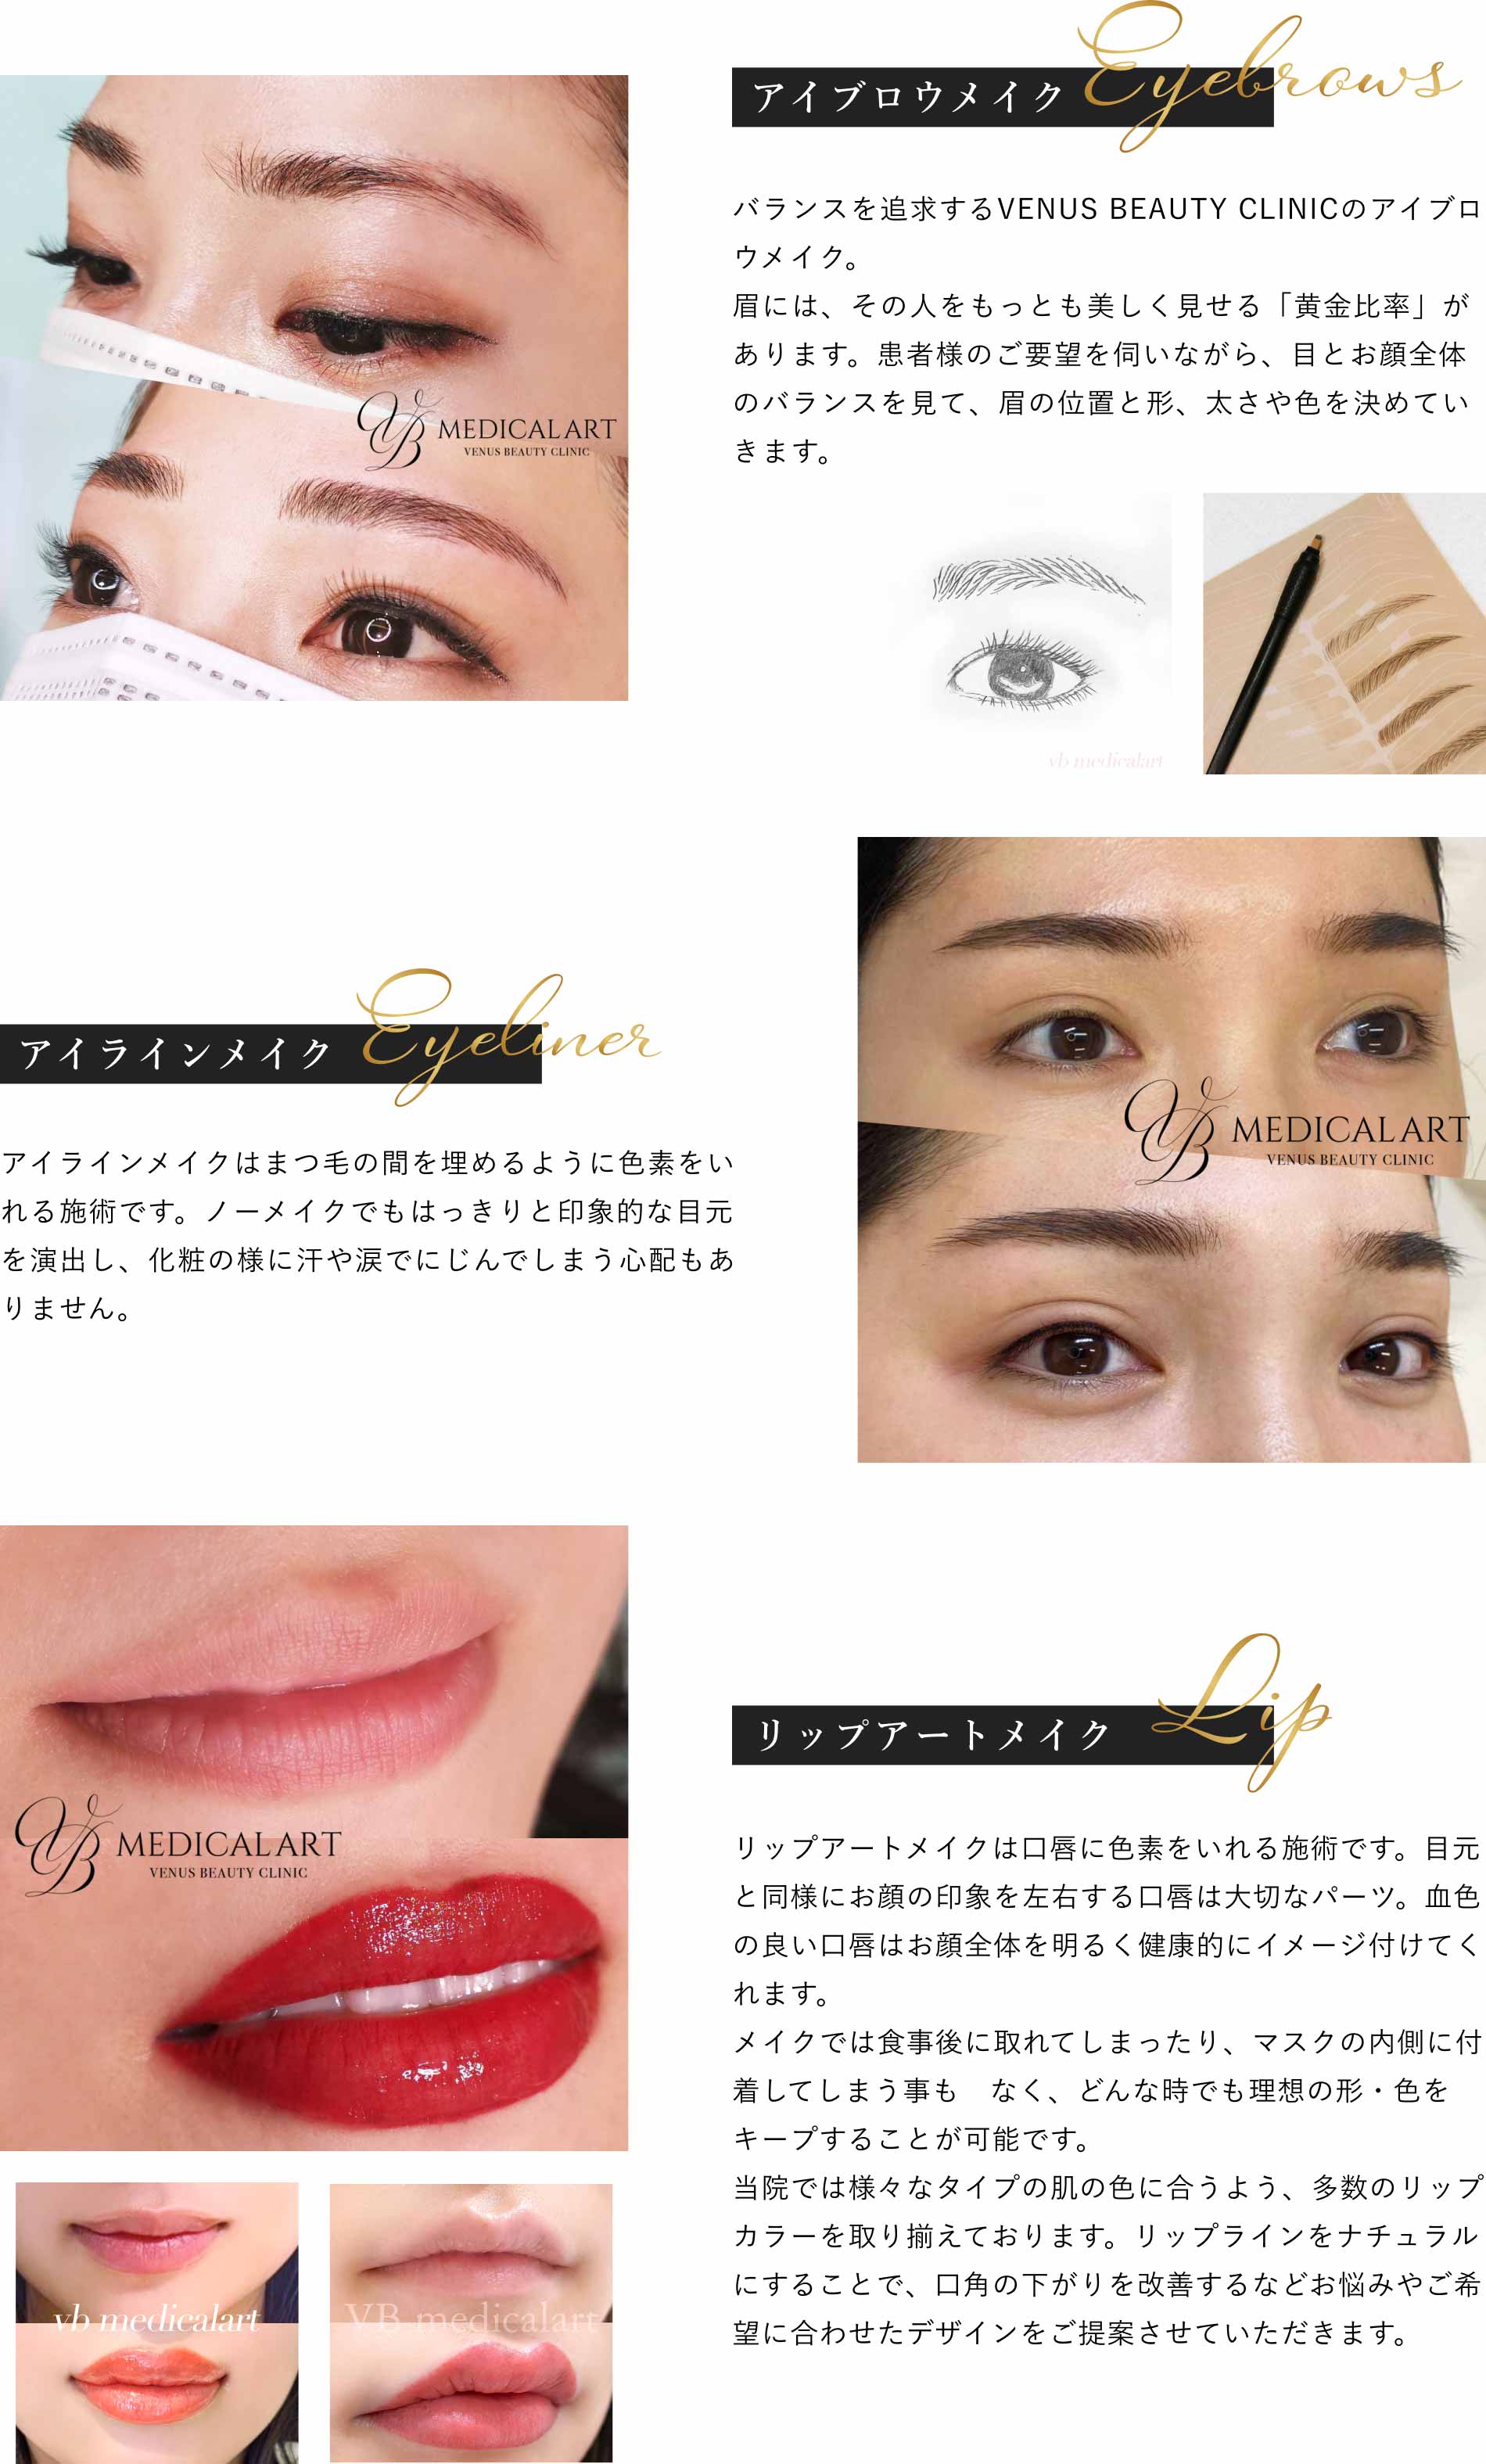 アイブロウメイク Eyebrows
バランスを追求するVENUS BEAUTY CLINICのアイブロ
ウメイク。
眉には、その人をもっとも美しく見せる「黄金比率」が
あります。患者様のご要望を伺いながら、目とお顔全体
のバランスを見て、眉の位置と形、太さや色を決めてい
きます。
VB MEDICALART
VENUS BEAUTY CLINIC
vb medicalart
アイラインメイク Eyeliner
アイラインメイクはまつ毛の間を埋めるように色素をい
れる施術です。ノーメイクでもはっきりと印象的な目元
を演出し、化粧の様に汗や涙でにじんでしまう心配もあ
りません。
VB MEDICALART
VENUS BEAUTY CLINIC
リップアートメイク Lip
リップアートメイクは口唇に色素をいれる施術です。目元
と同様にお顔の印象を左右する口唇は大切なパーツ。血色
の良い口唇はお顔全体を明るく健康的にイメージ付けてく
れます。
メイクでは食事後に取れてしまったり、マスクの内側に付
着してしまう事も　なく、どんな時でも理想の形・色を
キープすることが可能です。
当院では様々なタイプの肌の色に合うよう、多数のリップ
カラーを取り揃えております。リップラインをナチュラル
にすることで、口角の下がりを改善するなどお悩みやご希
望に合わせたデザインをご提案させていただきます。
VB MEDICALART
VENUS BEAUTY CLINIC
vb medicalart
VB medicalart